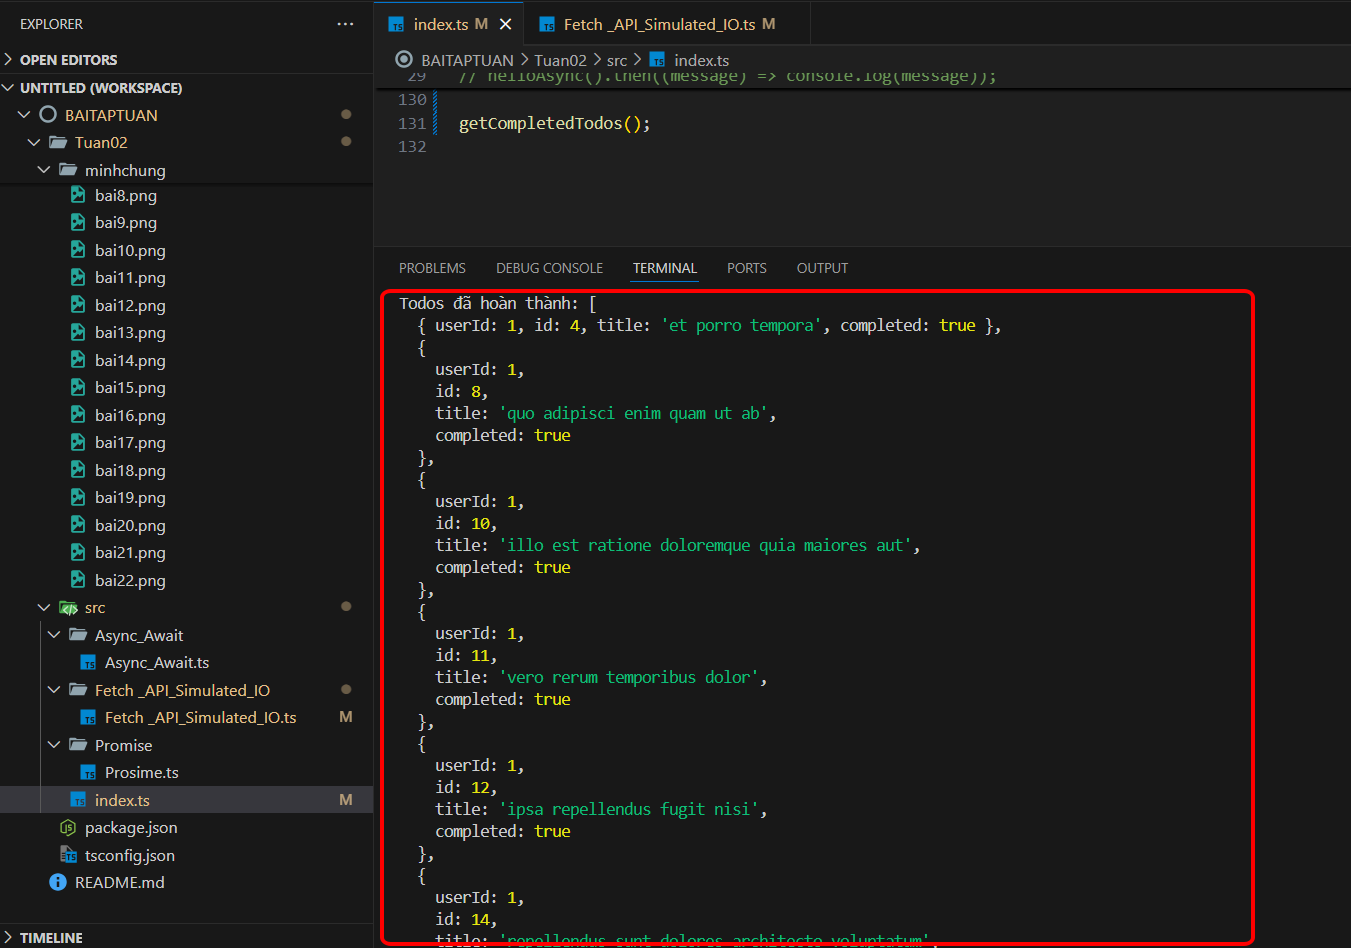 EXPLORER
OPEN EDITORS
UNTITLED (WORKSPACE)
BAITAPTUAN
Tuan02
minhchung
bai8.png
bai9.png
bai10.png
bai11.png
bai12.png
bai13.png
bai14.png
bai15.png
bai16.png
bai17.png
bai18.png
bai19.png
bai20.png
bai21.png
bai22.png
src
Async_Await
Async_Await.ts
Fetch _API_Simulated_IO
Fetch _API_Simulated_IO.ts M
Promise
Prosime.ts
index.ts M
package.json
tsconfig.json
README.md
TIMELINE
index.ts M
Fetch _API_Simulated_IO.ts M
BAITAPTUAN > Tuan02 > src > index.ts
29 // helloAsync().then((message) => console.log(message));
130
131 getCompletedTodos();
132
PROBLEMS DEBUG CONSOLE TERMINAL PORTS OUTPUT
Todos đã hoàn thành: [
{ userId: 1, id: 4, title: 'et porro tempora', completed: true },
{
userId: 1,
id: 8,
title: 'quo adipisci enim quam ut ab',
completed: true
},
{
userId: 1,
id: 10,
title: 'illo est ratione doloremque quia maiores aut',
completed: true
},
{
userId: 1,
id: 11,
title: 'vero rerum temporibus dolor',
completed: true
},
{
userId: 1,
id: 12,
title: 'ipsa repellendus fugit nisi',
completed: true
},
{
userId: 1,
id: 14,
title: 'repellendus sunt dolores architecto voluptatum',